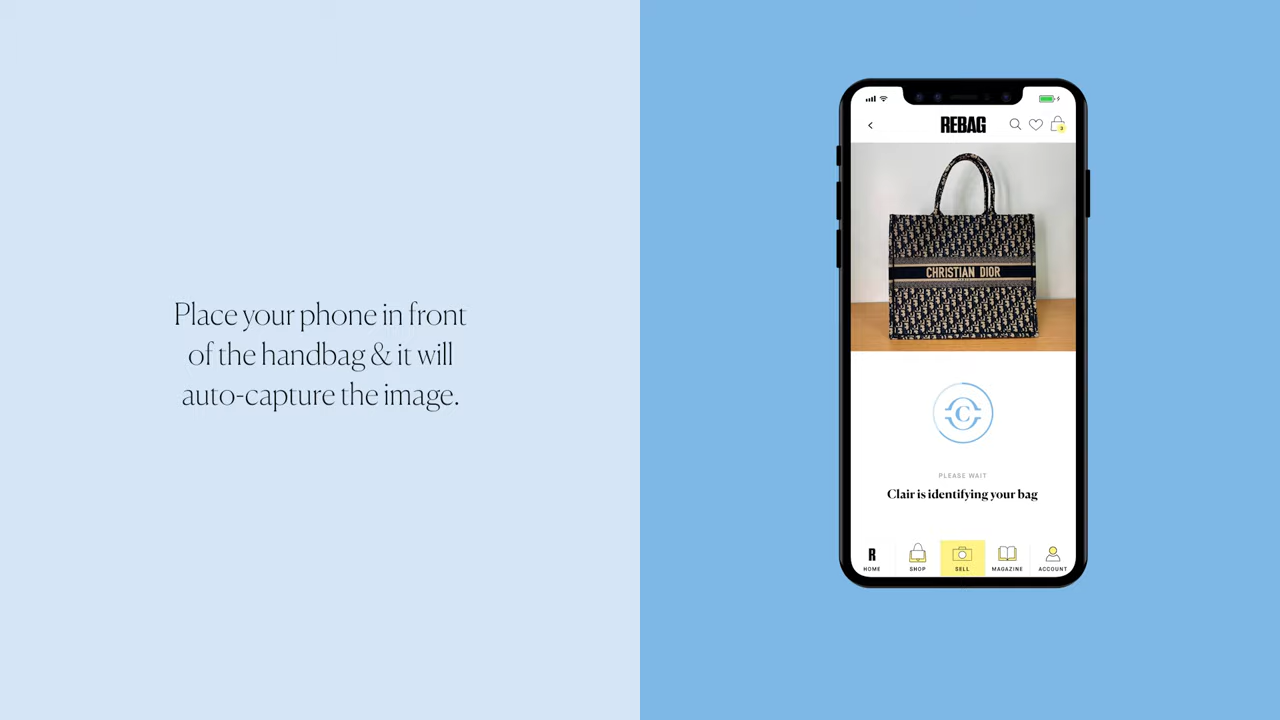 Place your phone in front
of the handbag & it will
auto-capture the image.
REBAG
3
CHRISTIAN DIOR
C
PLEASE WAIT
Clair is identifying your bag
R
HOME
SHOP
SELL
MAGAZINE
ACCOUNT